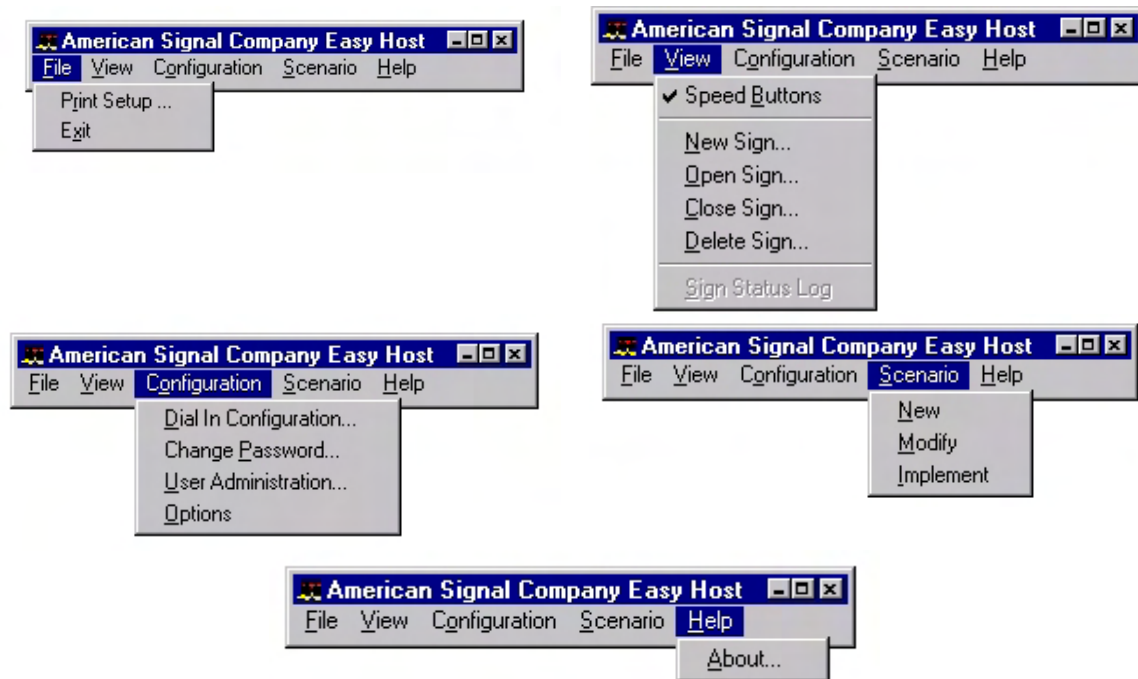 American Signal Company Easy Host
File View Configuration Scenario Help
Print Setup ...
Exit
American Signal Company Easy Host
File View Configuration Scenario Help
Speed Buttons
New Sign...
Open Sign...
Close Sign...
Delete Sign...
Sign Status Log
American Signal Company Easy Host
File View Configuration Scenario Help
Dial In Configuration...
Change Password...
User Administration...
Options
American Signal Company Easy Host
File View Configuration Scenario Help
New
Modify
Implement
American Signal Company Easy Host
File View Configuration Scenario Help
About...